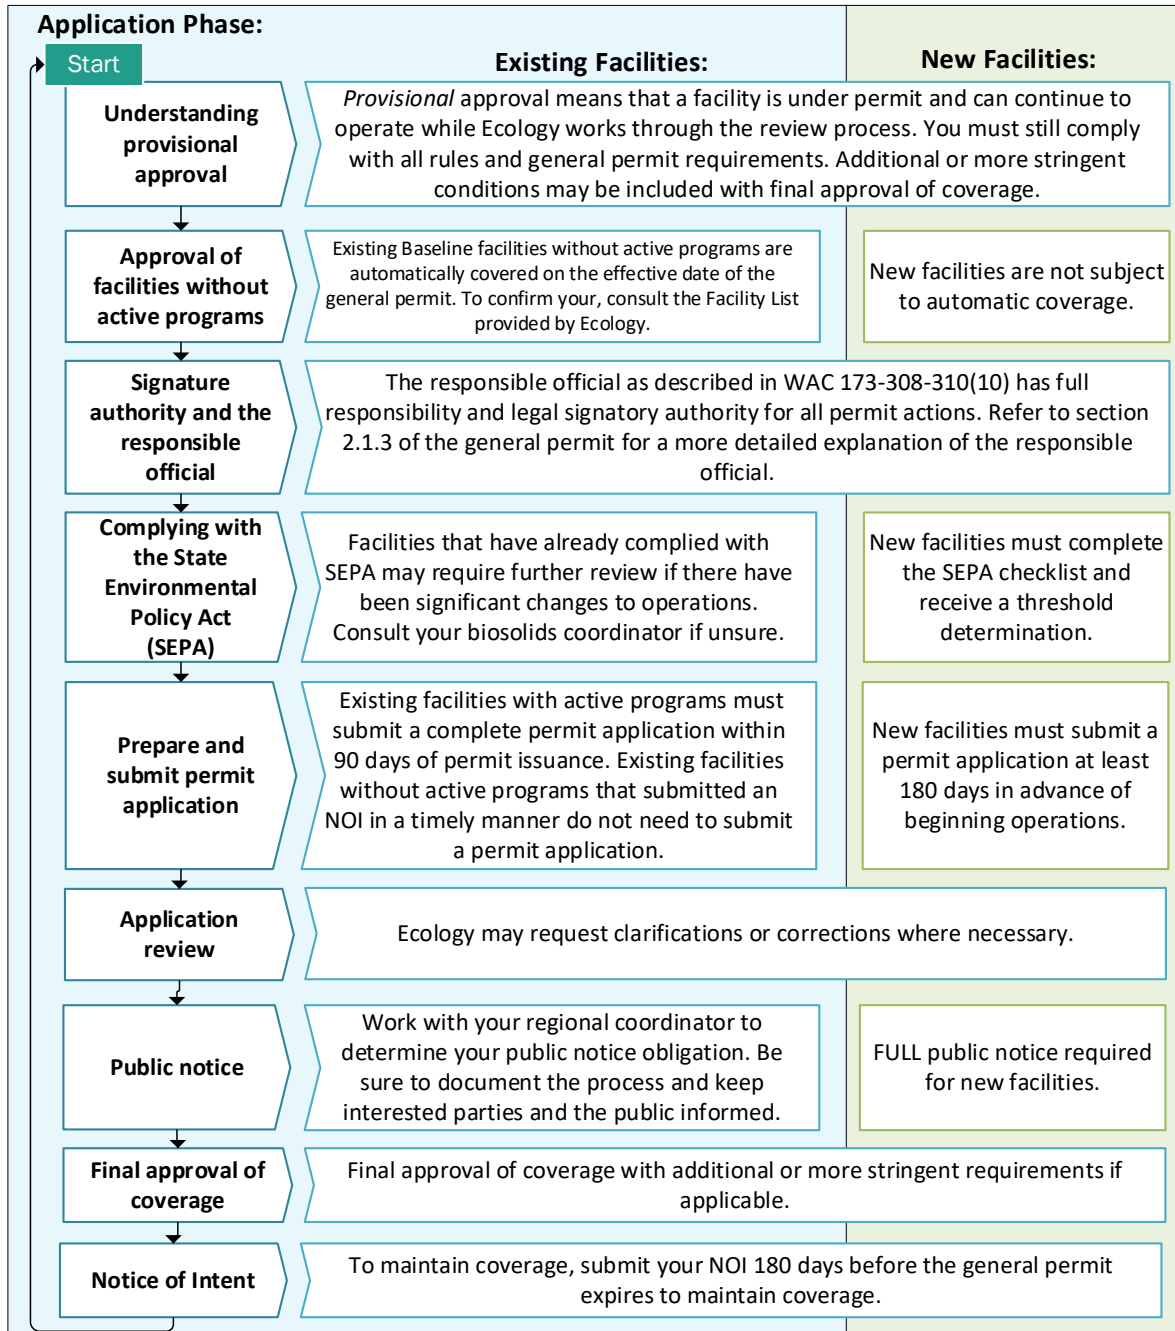 Application Phase:
Start
Existing Facilities:
New Facilities:
Understanding
provisional
approval
Provisional approval means that a facility is under permit and can continue to
operate while Ecology works through the review process. You must still comply
with all rules and general permit requirements. Additional or more stringent
conditions may be included with final approval of coverage.
Approval of
facilities without
active programs
Existing Baseline facilities without active programs are
automatically covered on the effective date of the
general permit. To confirm your, consult the Facility List
provided by Ecology.
New facilities are not subject
to automatic coverage.
Signature
authority and the
responsible
official
The responsible official as described in WAC 173-308-310(10) has full
responsibility and legal signatory authority for all permit actions. Refer to section
2.1.3 of the general permit for a more detailed explanation of the responsible
official.
Complying with
the State
Environmental
Policy Act
(SEPA)
Facilities that have already complied with
SEPA may require further review if there have
been significant changes to operations.
Consult your biosolids coordinator if unsure.
New facilities must complete
the SEPA checklist and
receive a threshold
determination.
Prepare and
submit permit
application
Existing facilities with active programs must
submit a complete permit application within
90 days of permit issuance. Existing facilities
without active programs that submitted an
NOI in a timely manner do not need to submit
a permit application.
New facilities must submit a
permit application at least
180 days in advance of
beginning operations.
Application
review
Ecology may request clarifications or corrections where necessary.
Public notice
Work with your regional coordinator to
determine your public notice obligation. Be
sure to document the process and keep
interested parties and the public informed.
FULL public notice required
for new facilities.
Final approval of
coverage
Final approval of coverage with additional or more stringent requirements if
applicable.
Notice of Intent
To maintain coverage, submit your NOI 180 days before the general permit
expires to maintain coverage.